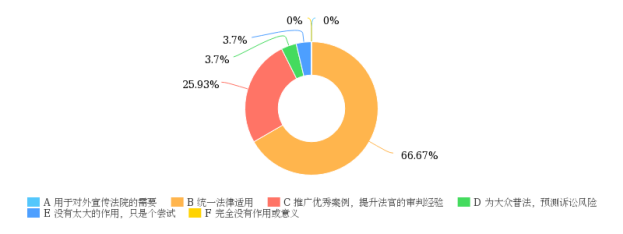 0% 0%
3.7%
3.7%
25.93%
66.67%
A 用于对外宣传法院的需要 B 统一法律适用 C 推广优秀案例，提升法官的审判经验 D 为大众普法，预测诉讼风险
E 没有太大的作用，只是个尝试 F 完全没有作用或意义